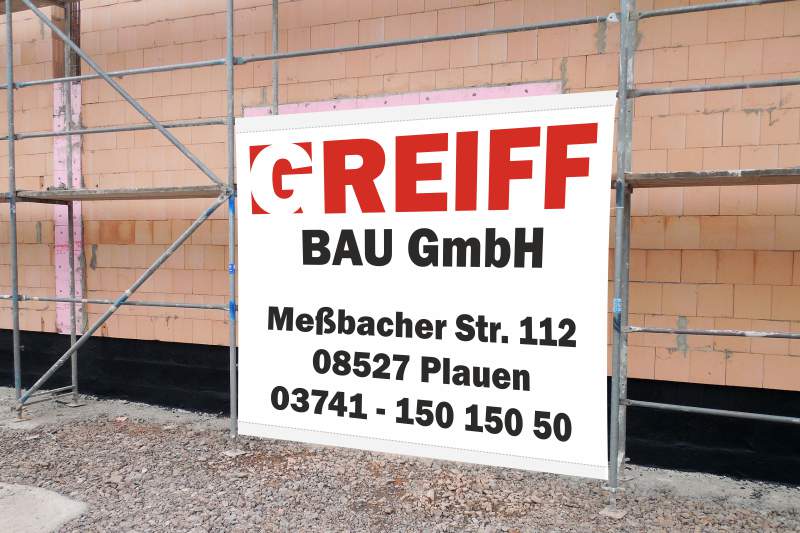 GREIFF
BAU GmbH
Meßbacher Str. 112
08527 Plauen
03741 - 150 150 50